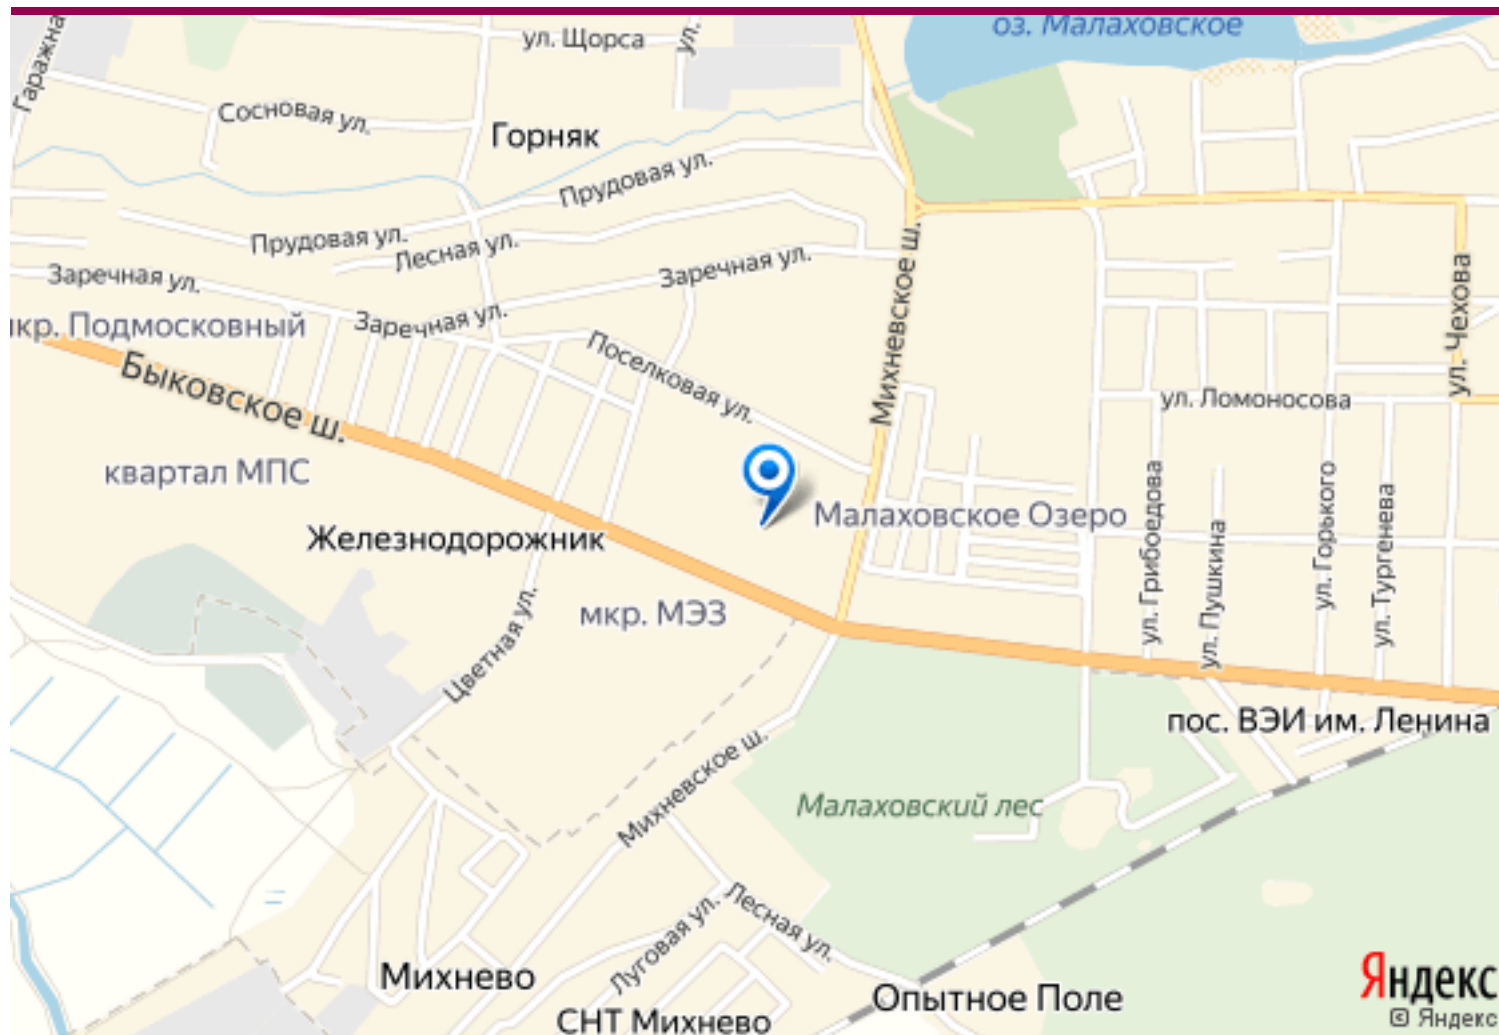 оз. Малаховское
ул. Щорса
ул.
Гаражна
Сосновая ул.
Горняк
Прудовая ул.
Прудовая ул.
Лесная ул.
Заречная ул.
Заречная ул.
Заречная ул.
Михневское ш.
ул. Чехова
кр. Подмосковный
Быковское ш.
Поселковая ул.
ул. Ломоносова
квартал МПС
Малаховское Озеро
Железнодорожник
ул. Грибоедова
ул. Пушкина
ул. Горького
ул. Тургенева
мкр. МЭЗ
Цветная ул.
пос. ВЭИ им. Ленина
Михневское ш.
Малаховский лес
Луговая ул.
Лесная ул.
Михнево
Опытное Поле
СНТ Михнево
Яндекс
© Яндекс